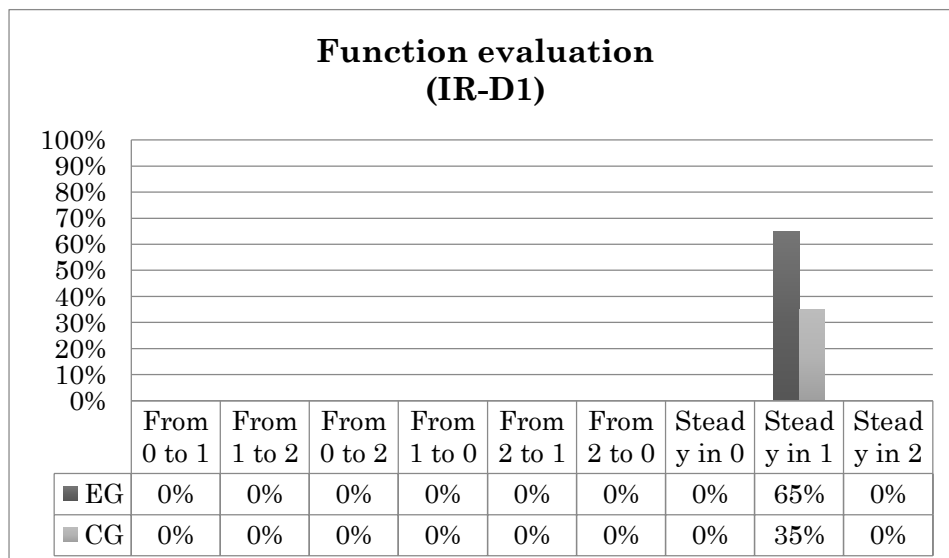 Function evaluation
(IR-D1)
100%
90%
80%
70%
60%
50%
40%
30%
20%
10%
0%
From 0 to 1
From 1 to 2
From 0 to 2
From 1 to 0
From 2 to 1
From 2 to 0
Stead y in 0
Stead y in 1
Stead y in 2
EG 0% 0% 0% 0% 0% 0% 0% 65% 0%
CG 0% 0% 0% 0% 0% 0% 0% 35% 0%